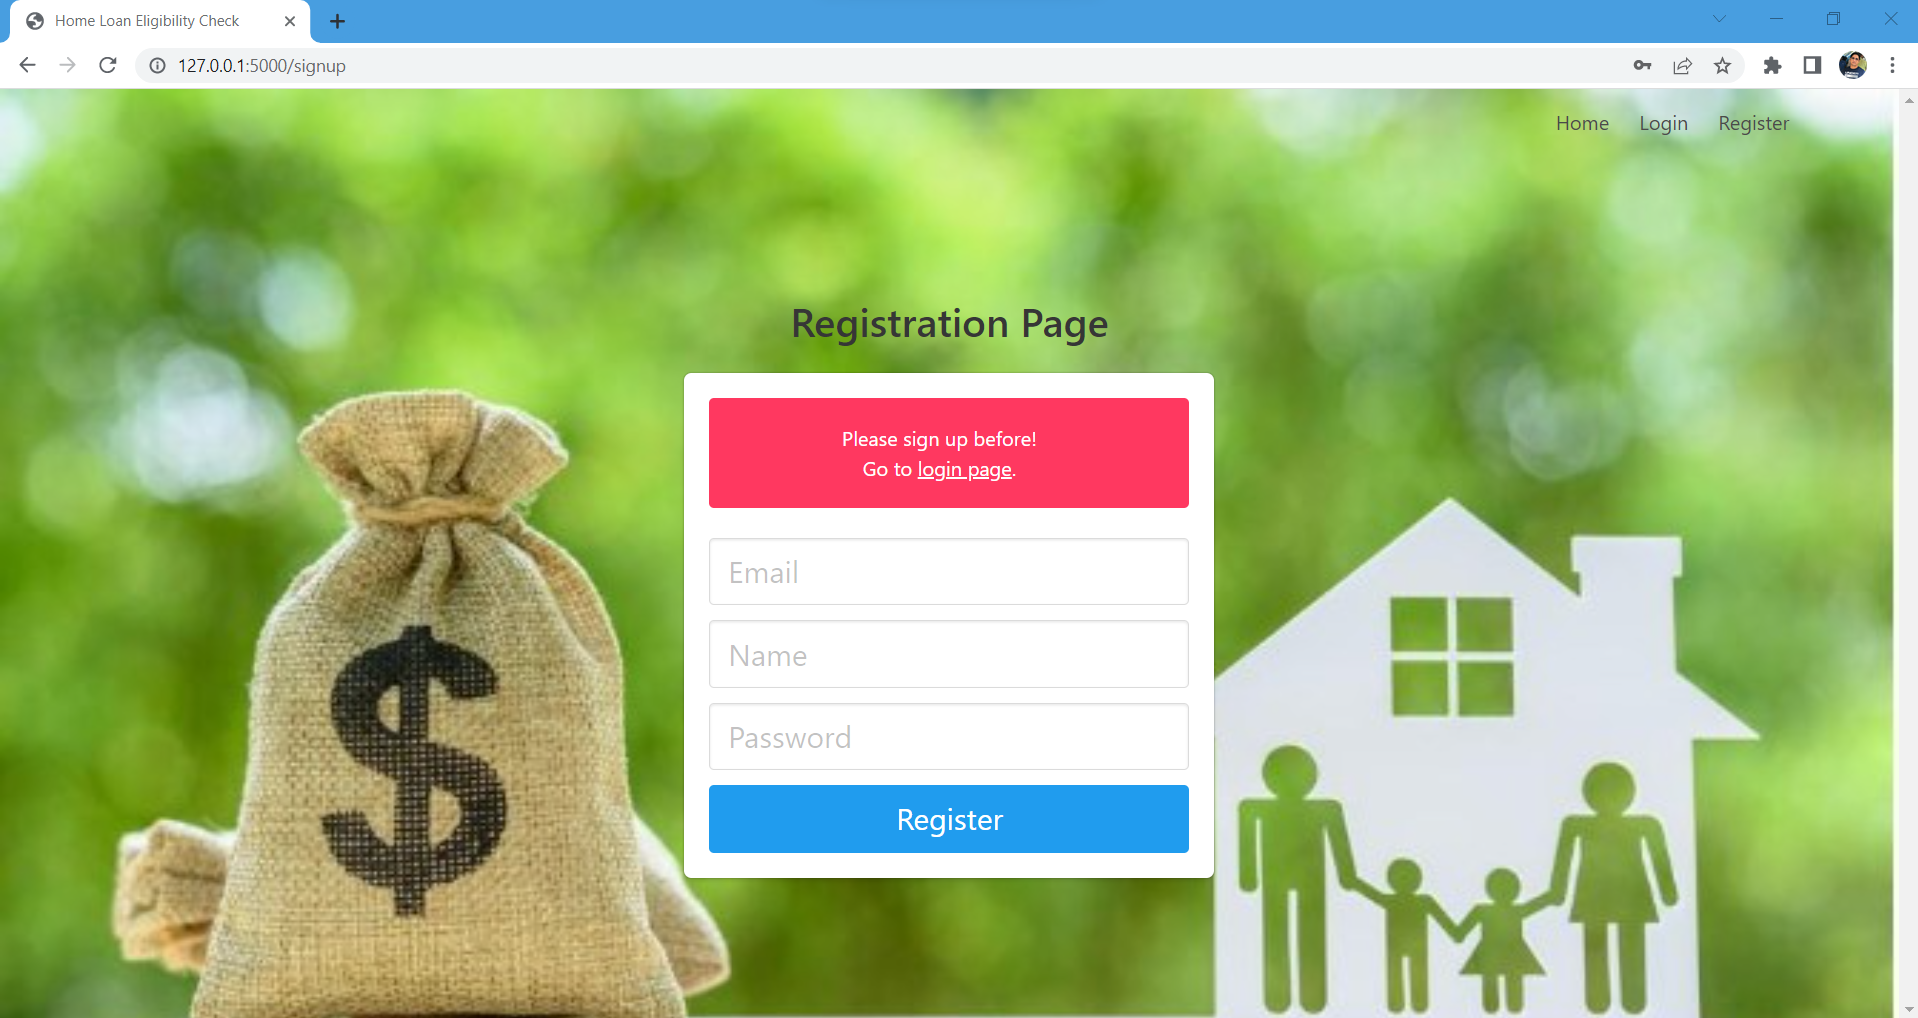 Home Loan Eligibility Check
127.0.0.1:5000/signup
Home Login Register
Registration Page
Please sign up before!
Go to login page.
Email
Name
Password
Register
$